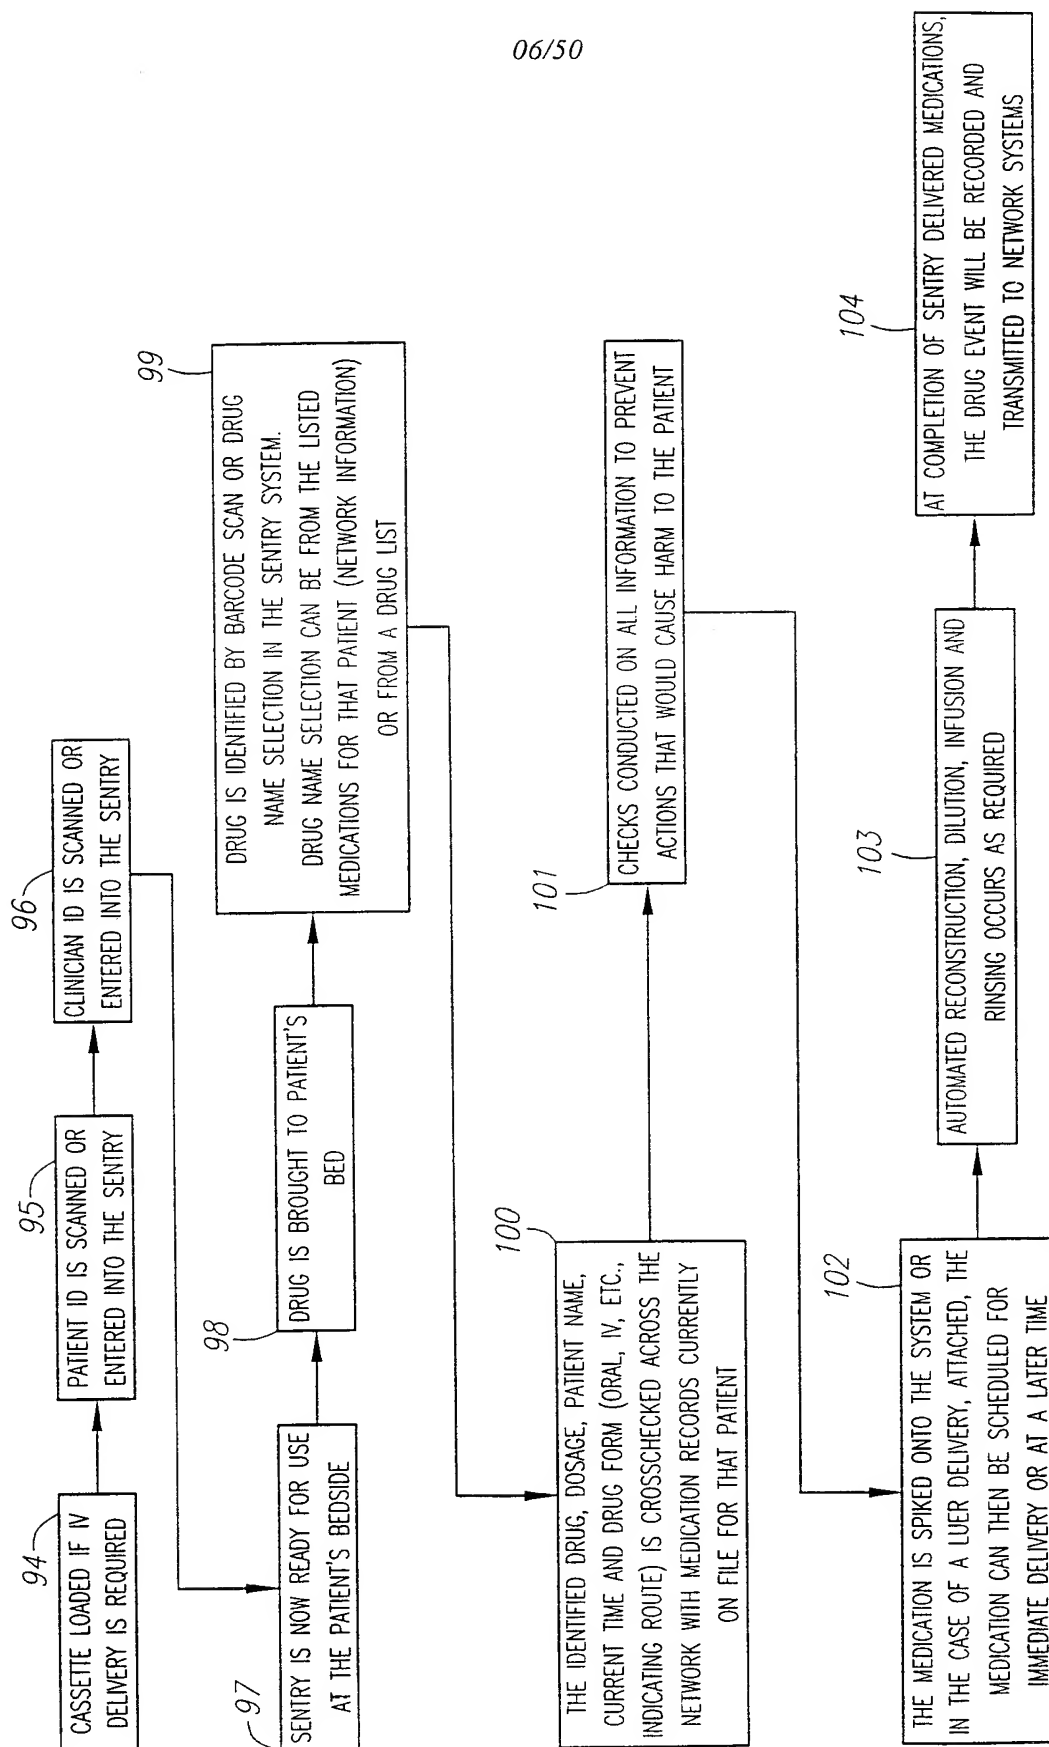 06/50
94
CASSETTE LOADED IF IV
DELIVERY IS REQUIRED
95
PATIENT ID IS SCANNED OR
ENTERED INTO THE SENTRY
96
CLINICIAN ID IS SCANNED OR
ENTERED INTO THE SENTRY
97
SENTRY IS NOW READY FOR USE
AT THE PATIENT'S BEDSIDE
98
DRUG IS BROUGHT TO PATIENT'S
BED
99
DRUG IS IDENTIFIED BY BARCODE SCAN OR DRUG
NAME SELECTION IN THE SENTRY SYSTEM.
DRUG NAME SELECTION CAN BE FROM THE LISTED
MEDICATIONS FOR THAT PATIENT (NETWORK INFORMATION)
OR FROM A DRUG LIST
100
THE IDENTIFIED DRUG, DOSAGE, PATIENT NAME,
CURRENT TIME AND DRUG FORM (ORAL, IV, ETC.,
INDICATING ROUTE) IS CROSSCHECKED ACROSS THE
NETWORK WITH MEDICATION RECORDS CURRENTLY
ON FILE FOR THAT PATIENT
101
CHECKS CONDUCTED ON ALL INFORMATION TO PREVENT
ACTIONS THAT WOULD CAUSE HARM TO THE PATIENT
102
THE MEDICATION IS SPIKED ONTO THE SYSTEM OR
IN THE CASE OF A LUER DELIVERY, ATTACHED, THE
MEDICATION CAN THEN BE SCHEDULED FOR
IMMEDIATE DELIVERY OR AT A LATER TIME
103
AUTOMATED RECONSTRUCTION, DILUTION, INFUSION AND
RINSING OCCURS AS REQUIRED
104
AT COMPLETION OF SENTRY DELIVERED MEDICATIONS,
THE DRUG EVENT WILL BE RECORDED AND
TRANSMITTED TO NETWORK SYSTEMS